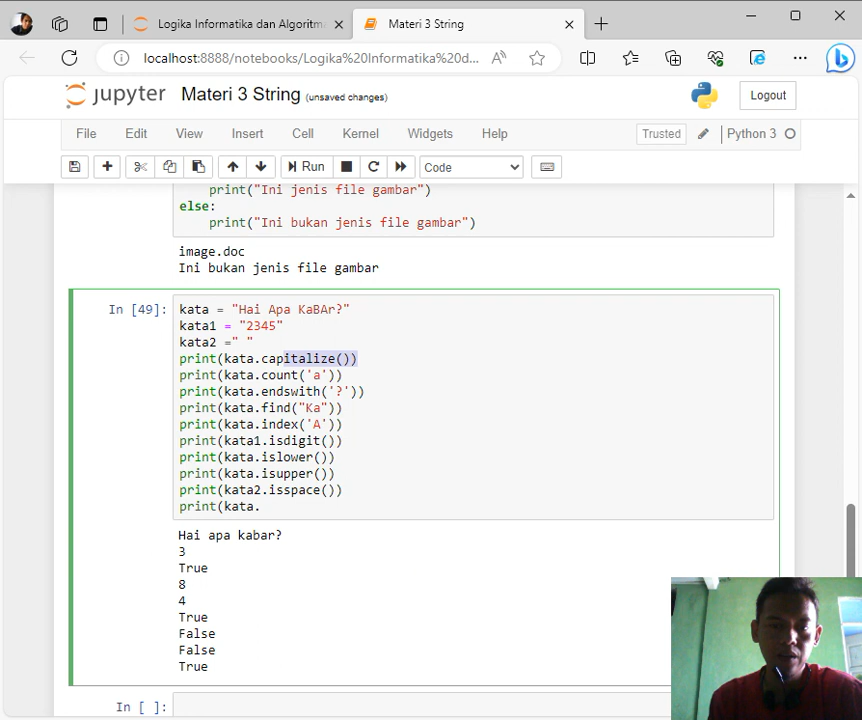 Logika Informatika dan Algoritm
Materi 3 String
localhost:8888/notebooks/Logika%20Informatika%20d...
jupyter
Materi 3 String (unsaved changes)
Logout
File Edit View Insert Cell Kernel Widgets Help
Trusted
Python 3
Run
Code
print("Ini jenis file gambar")
else:
print("Ini bukan jenis file gambar")
image.doc
Ini bukan jenis file gambar
In [49]:
kata = "Hai Apa KaBAr?"
kata1 = "2345"
kata2 =" "
print(kata.capitalize())
print(kata.count('a'))
print(kata.endswith('?'))
print(kata.find("Ka"))
print(kata.index('A'))
print(kata1.isdigit())
print(kata.islower())
print(kata.isupper())
print(kata2.isspace())
print(kata.
Hai apa kabar?
3
True
8
4
True
False
False
True
In [ ]: